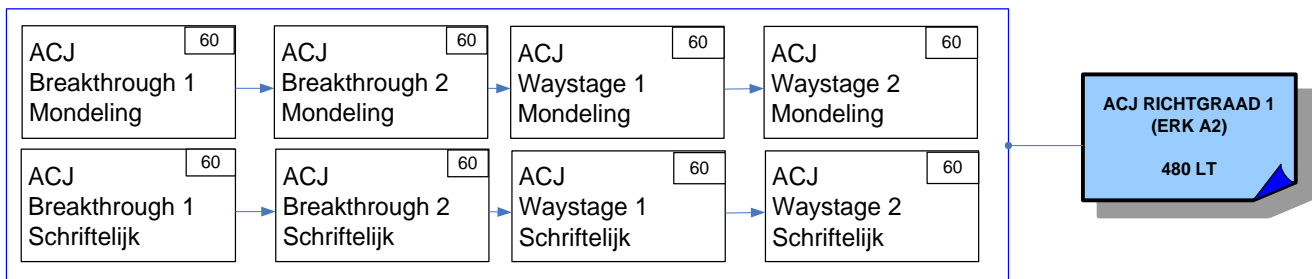 60
ACJ
Breakthrough 1
Mondeling
60
ACJ
Breakthrough 2
Mondeling
60
ACJ
Waystage 1
Mondeling
60
ACJ
Waystage 2
Mondeling
60
ACJ
Breakthrough 1
Schriftelijk
60
ACJ
Breakthrough 2
Schriftelijk
60
ACJ
Waystage 1
Schriftelijk
60
ACJ
Waystage 2
Schriftelijk
ACJ RICHTGRAAD 1
(ERK A2)
480 LT